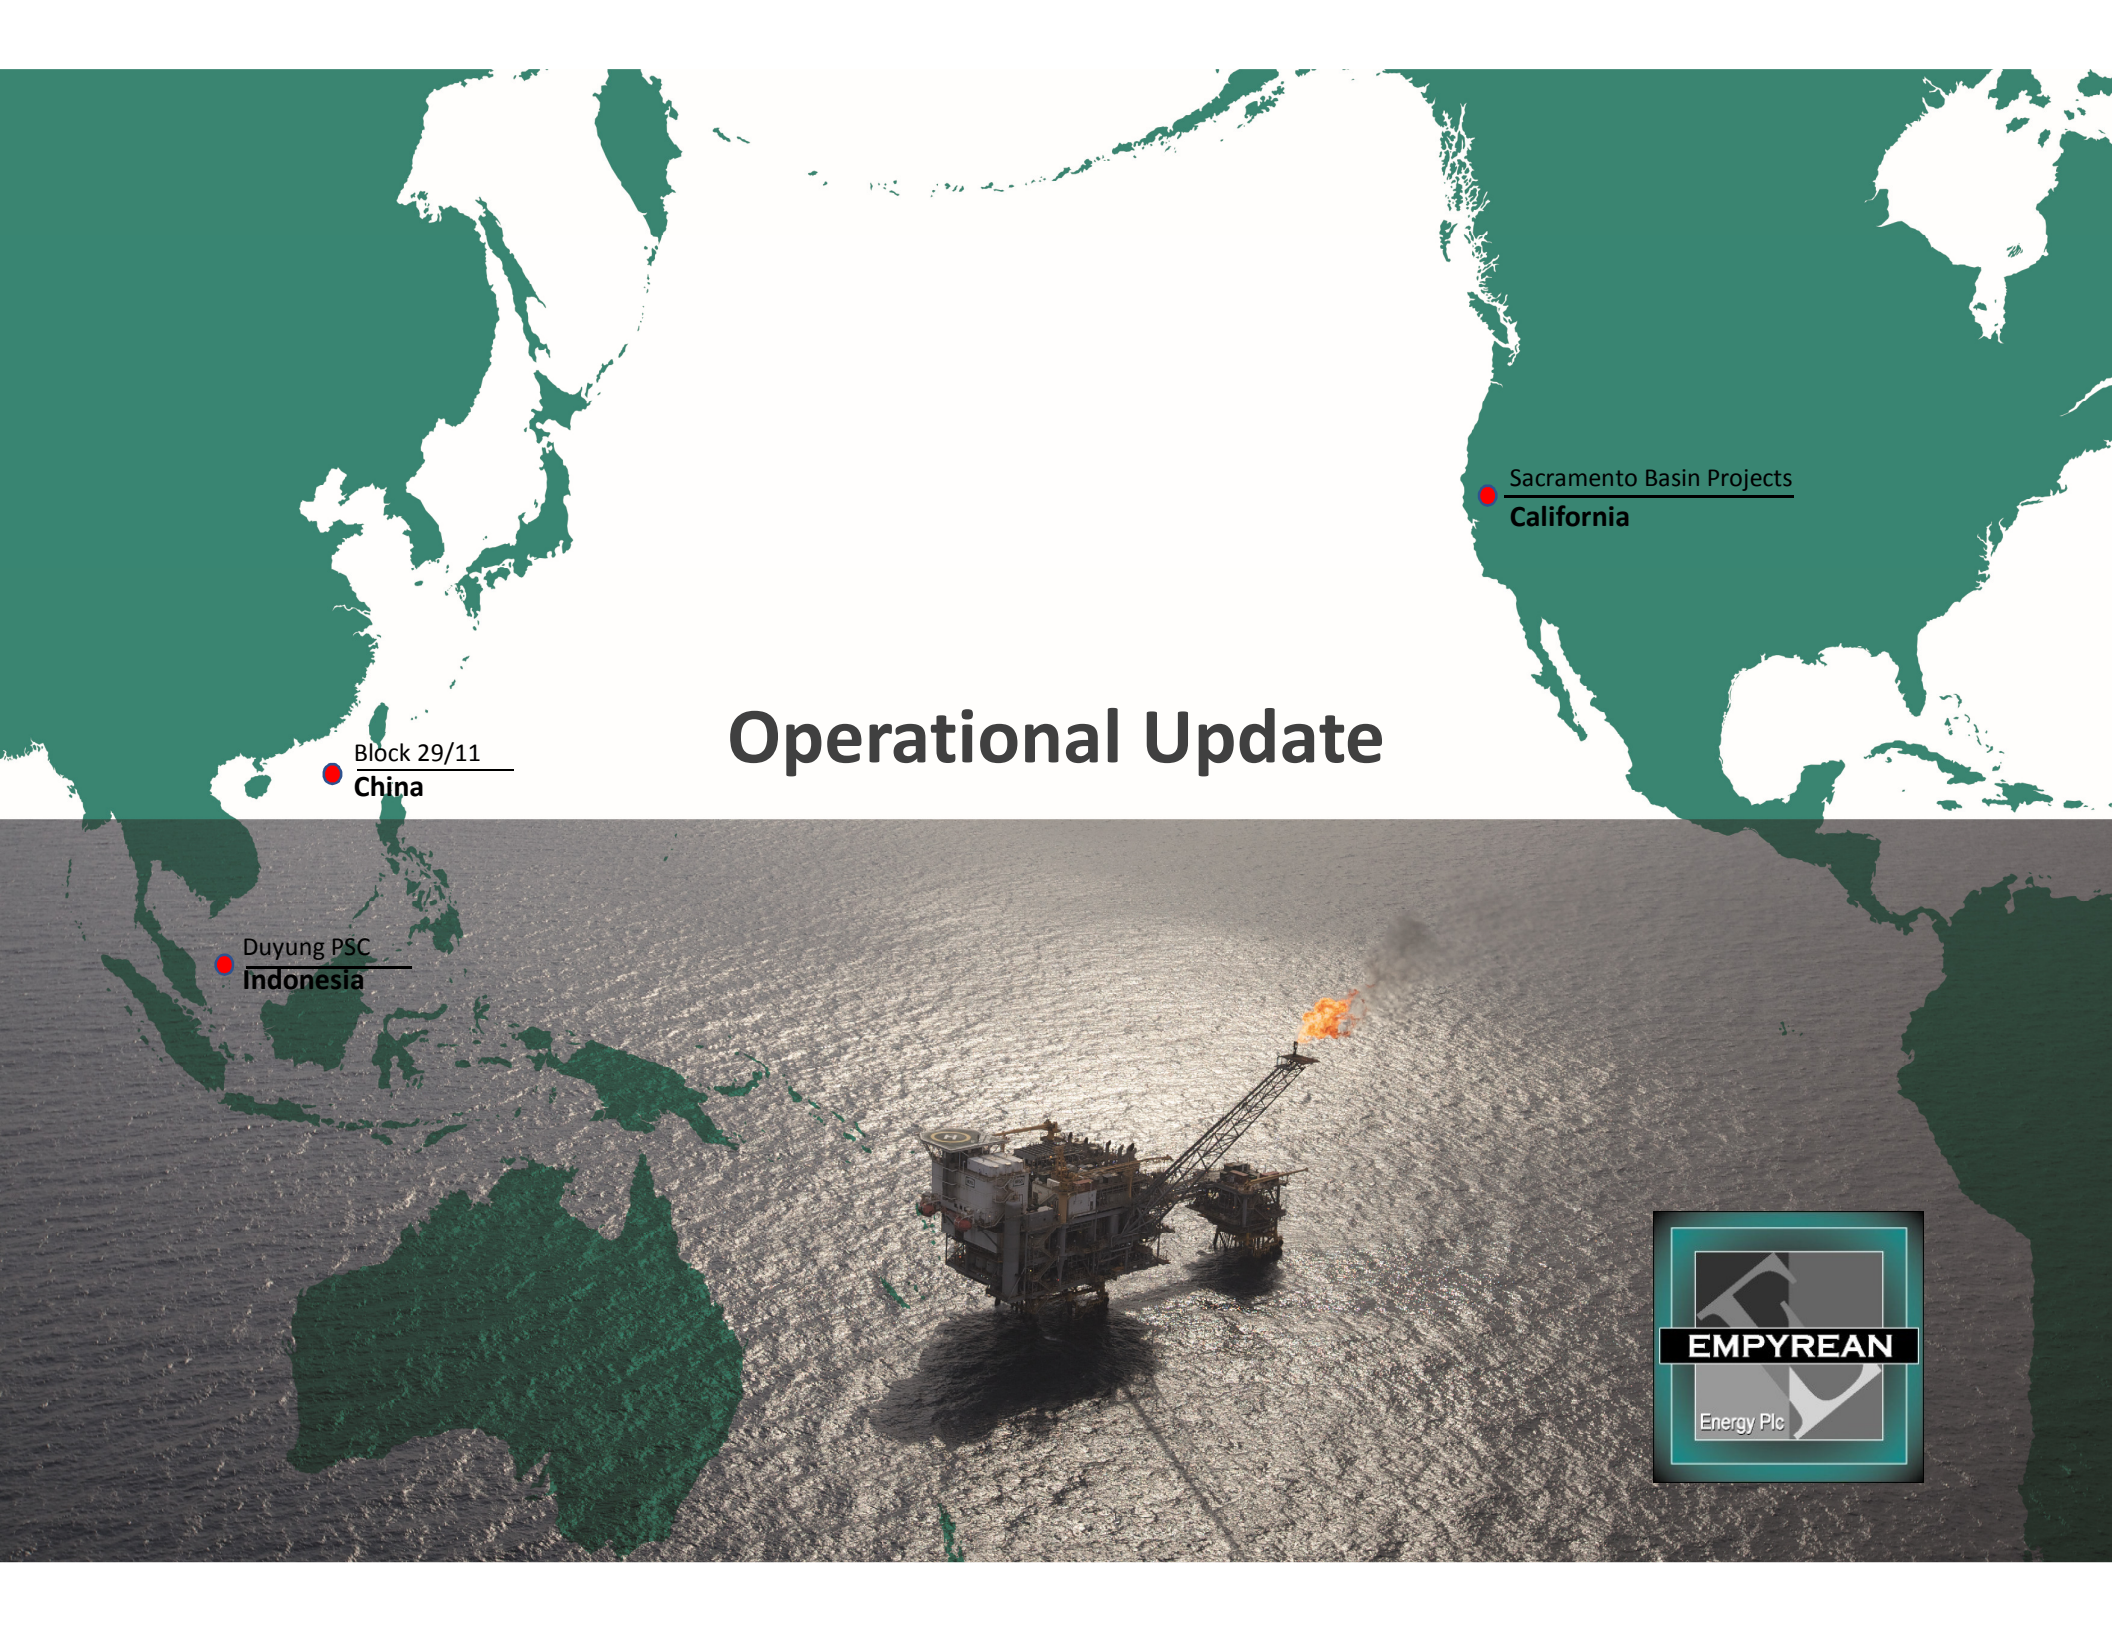 Sacramento Basin Projects
California
Operational Update
Block 29/11
China
Duyung PSC
Indonesia
EMPYREAN
Energy Plc